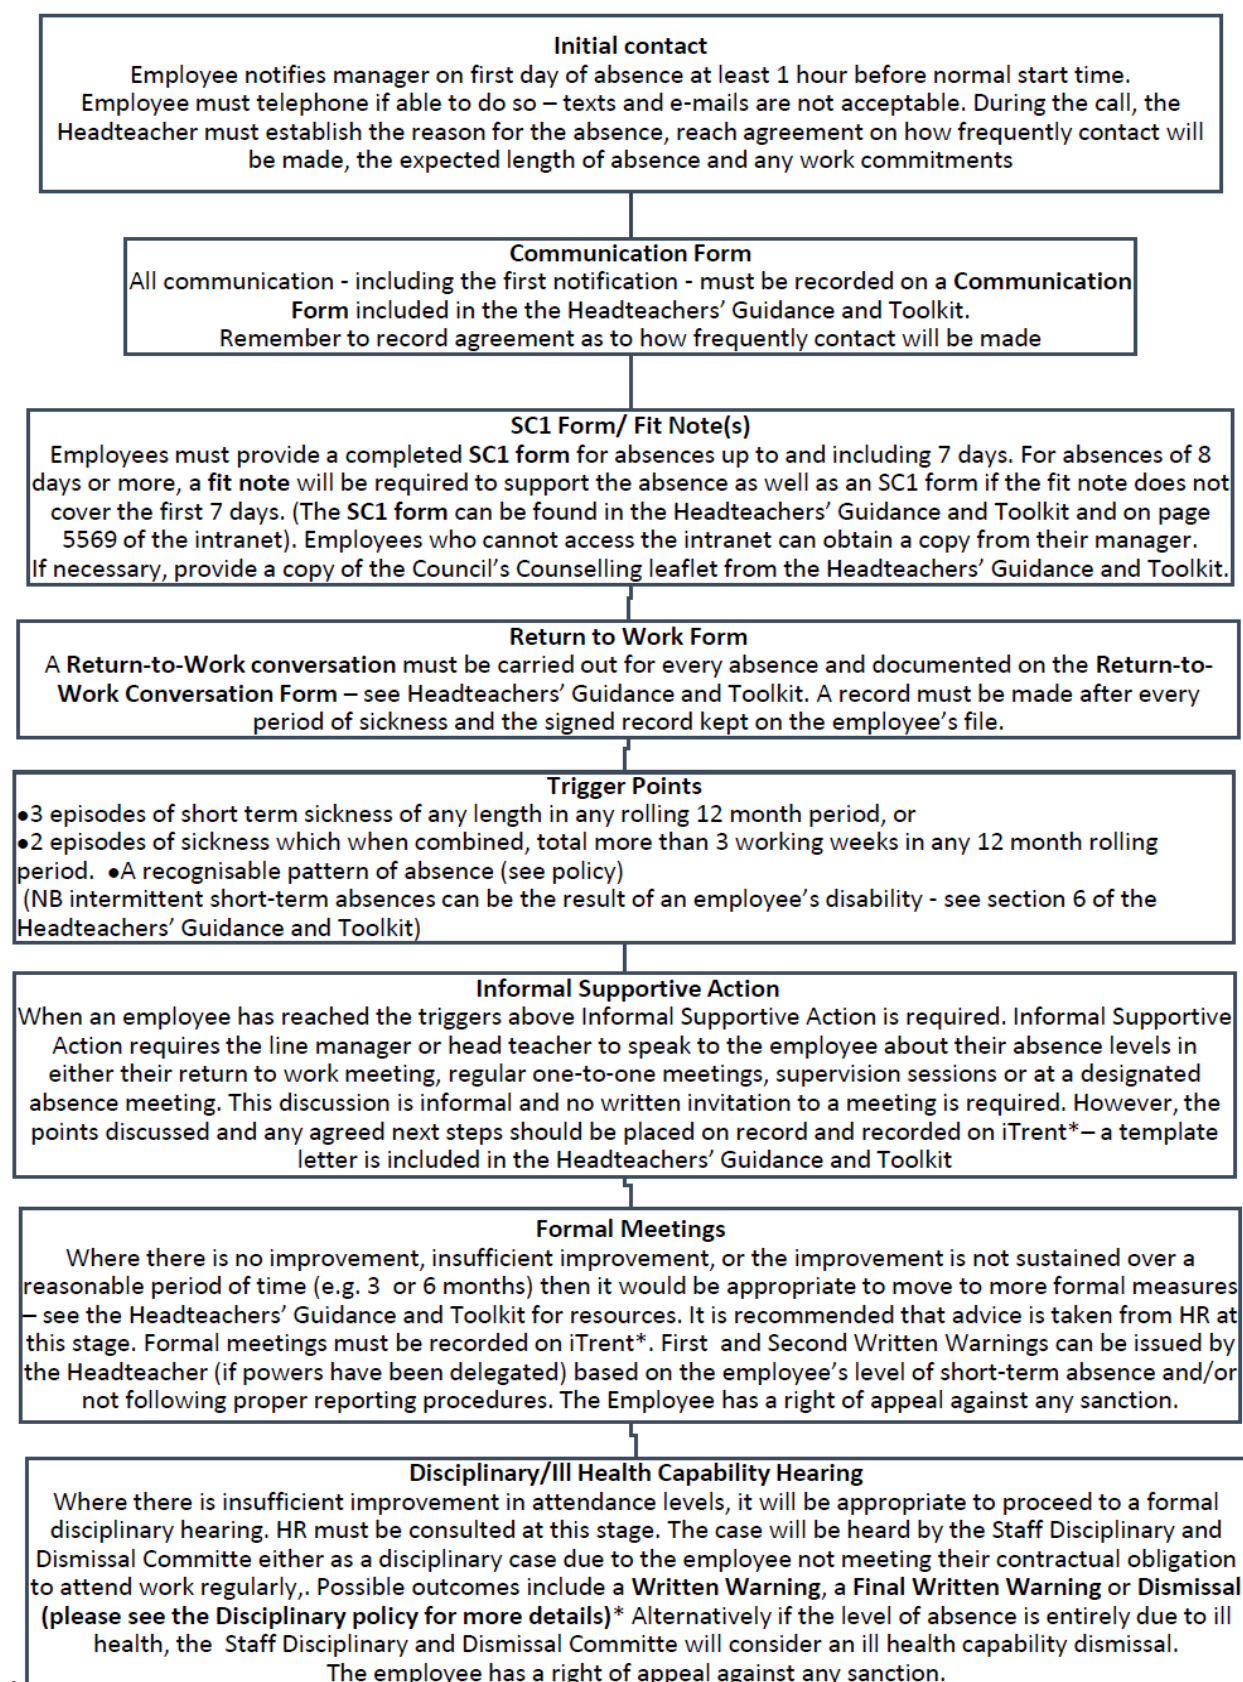 Initial contact
Employee notifies manager on first day of absence at least 1 hour before normal start time.
Employee must telephone if able to do so – texts and e-mails are not acceptable. During the call, the
Headteacher must establish the reason for the absence, reach agreement on how frequently contact will
be made, the expected length of absence and any work commitments
Communication Form
All communication - including the first notification - must be recorded on a Communication
Form included in the the Headteachers’ Guidance and Toolkit.
Remember to record agreement as to how frequently contact will be made
SC1 Form/ Fit Note(s)
Employees must provide a completed SC1 form for absences up to and including 7 days. For absences of 8
days or more, a fit note will be required to support the absence as well as an SC1 form if the fit note does not
cover the first 7 days. (The SC1 form can be found in the Headteachers’ Guidance and Toolkit and on page
5569 of the intranet). Employees who cannot access the intranet can obtain a copy from their manager.
If necessary, provide a copy of the Council’s Counselling leaflet from the Headteachers’ Guidance and Toolkit.
Return to Work Form
A Return-to-Work conversation must be carried out for every absence and documented on the Return-to-
Work Conversation Form – see Headteachers’ Guidance and Toolkit. A record must be made after every
period of sickness and the signed record kept on the employee’s file.
Trigger Points
●3 episodes of short term sickness of any length in any rolling 12 month period, or
●2 episodes of sickness which when combined, total more than 3 working weeks in any 12 month rolling
period. ●A recognisable pattern of absence (see policy)
(NB intermittent short-term absences can be the result of an employee’s disability - see section 6 of the
Headteachers’ Guidance and Toolkit)
Informal Supportive Action
When an employee has reached the triggers above Informal Supportive Action is required. Informal Supportive
Action requires the line manager or head teacher to speak to the employee about their absence levels in
either their return to work meeting, regular one-to-one meetings, supervision sessions or at a designated
absence meeting. This discussion is informal and no written invitation to a meeting is required. However, the
points discussed and any agreed next steps should be placed on record and recorded on iTrent*– a template
letter is included in the Headteachers’ Guidance and Toolkit
Formal Meetings
Where there is no improvement, insufficient improvement, or the improvement is not sustained over a
reasonable period of time (e.g. 3 or 6 months) then it would be appropriate to move to more formal measures
– see the Headteachers’ Guidance and Toolkit for resources. It is recommended that advice is taken from HR at
this stage. Formal meetings must be recorded on iTrent*. First and Second Written Warnings can be issued by
the Headteacher (if powers have been delegated) based on the employee’s level of short-term absence and/or
not following proper reporting procedures. The Employee has a right of appeal against any sanction.
Disciplinary/Ill Health Capability Hearing
Where there is insufficient improvement in attendance levels, it will be appropriate to proceed to a formal
disciplinary hearing. HR must be consulted at this stage. The case will be heard by the Staff Disciplinary and
Dismissal Committe either as a disciplinary case due to the employee not meeting their contractual obligation
to attend work regularly,. Possible outcomes include a Written Warning, a Final Written Warning or Dismissal
(please see the Disciplinary policy for more details)* Alternatively if the level of absence is entirely due to ill
health, the Staff Disciplinary and Dismissal Committe will consider an ill health capability dismissal.
The employee has a right of appeal against any sanction.